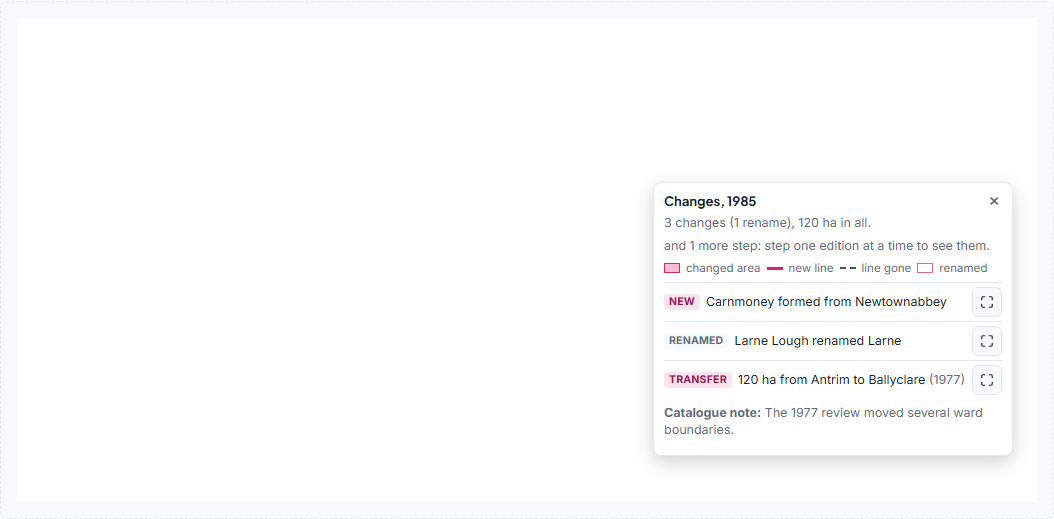 Changes, 1985
3 changes (1 rename), 120 ha in all.
and 1 more step: step one edition at a time to see them.
changed area new line line gone renamed
NEW Carnmoney formed from Newtownabbey
RENAMED Larne Lough renamed Larne
TRANSFER 120 ha from Antrim to Ballyclare (1977)
Catalogue note: The 1977 review moved several ward
boundaries.